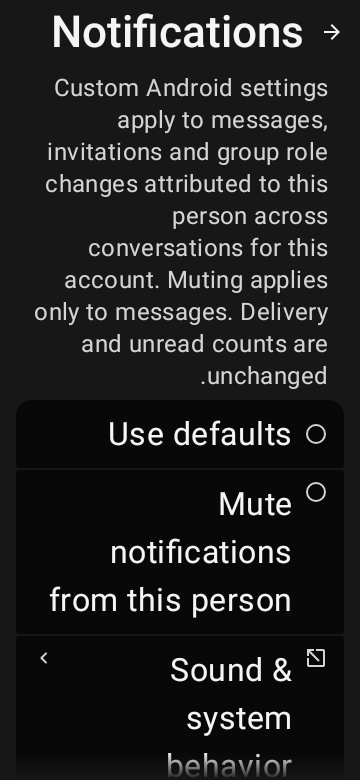 Notifications
Custom Android settings
apply to messages,
invitations and group role
changes attributed to this
person across
conversations for this
account. Muting applies
only to messages. Delivery
and unread counts are
.unchanged
Use defaults
Mute
notifications
from this person
Sound &
system
behavior